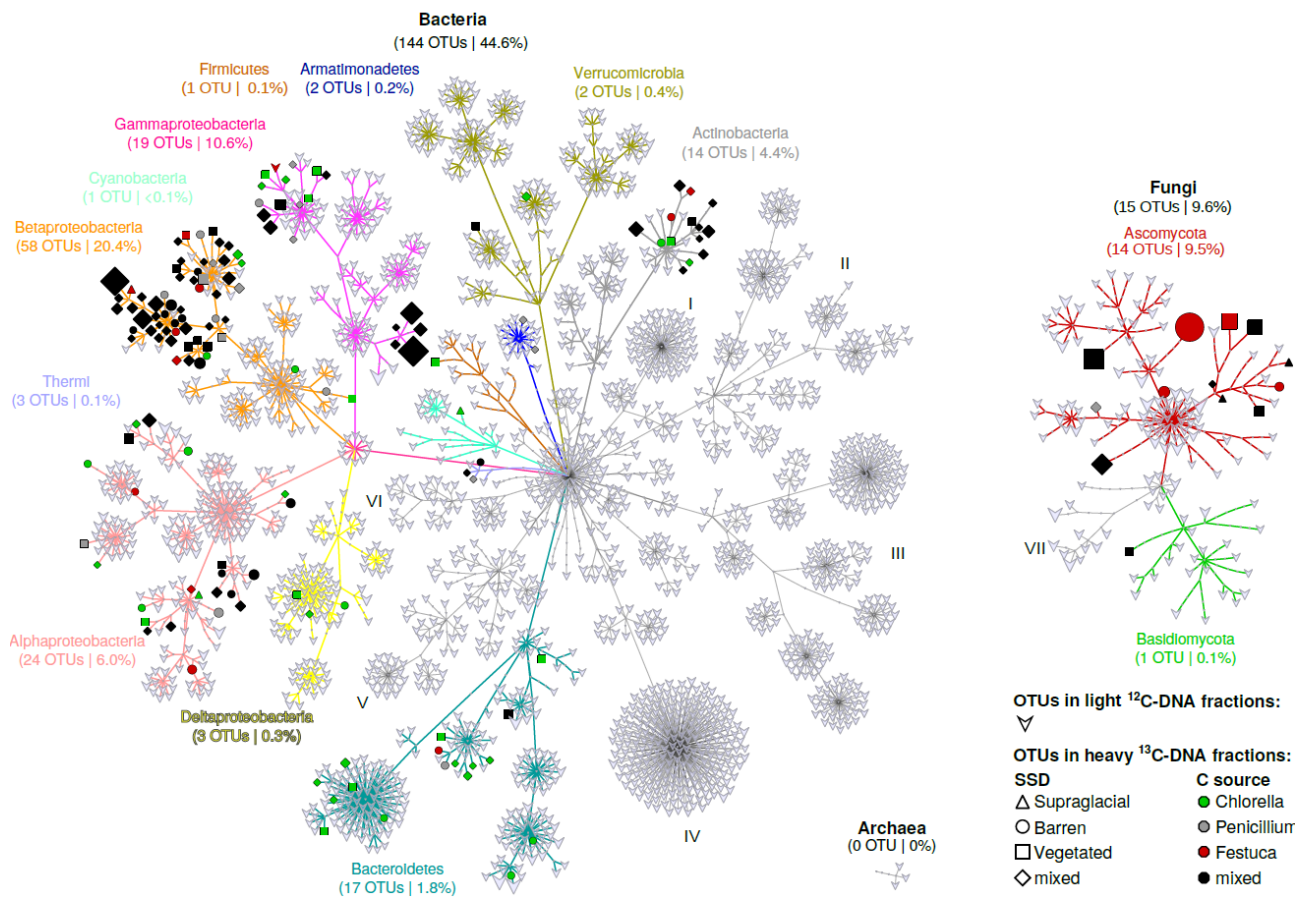 Bacteria
(144 OTUs | 44.6%)
Firmicutes
(1 OTU | 0.1%)
Armatimonadetes
(2 OTUs | 0.2%)
Verrucomicrobia
(2 OTUs | 0.4%)
Gammaproteobacteria
(19 OTUs | 10.6%)
Actinobacteria
(14 OTUs | 4.4%)
Cyanobacteria
(1 OTU | <0.1%)
Fungi
(15 OTUs | 9.6%)
Betaproteobacteria
(58 OTUs | 20.4%)
Ascomycota
(14 OTUs | 9.5%)
II
I
Thermi
(3 OTUs | 0.1%)
VI
III
VII
Alphaproteobacteria
(24 OTUs | 6.0%)
Basidiomycota
(1 OTU | 0.1%)
V
Deltaproteobacteria
(3 OTUs | 0.3%)
OTUs in light ¹²C-DNA fractions:
OTUs in heavy ¹³C-DNA fractions:
SSD
C source
Supraglacial
Chlorella
Barren
Penicillium
Vegetated
Festuca
mixed
mixed
IV
Archaea
(0 OTU | 0%)
Bacteroidetes
(17 OTUs | 1.8%)